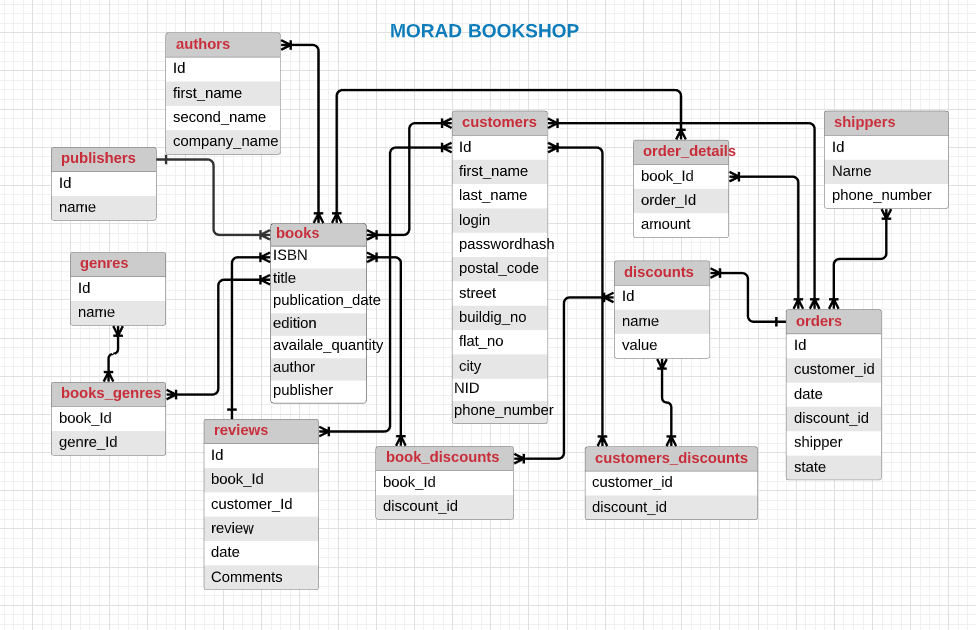 MORAD BOOKSHOP
authors
Id
first_name
second_name
company_name
publishers
Id
name
genres
Id
name
books_genres
book_Id
genre_Id
books
ISBN
title
publication_date
edition
availale_quantity
author
publisher
reviews
Id
book_Id
customer_Id
review
date
Comments
customers
Id
first_name
last_name
login
passwordhash
postal_code
street
buildig_no
flat_no
city
NID
phone_number
book_discounts
book_Id
discount_id
order_details
book_Id
order_Id
amount
discounts
Id
name
value
customers_discounts
customer_id
discount_id
shippers
Id
Name
phone_number
orders
Id
customer_id
date
discount_id
shipper
state